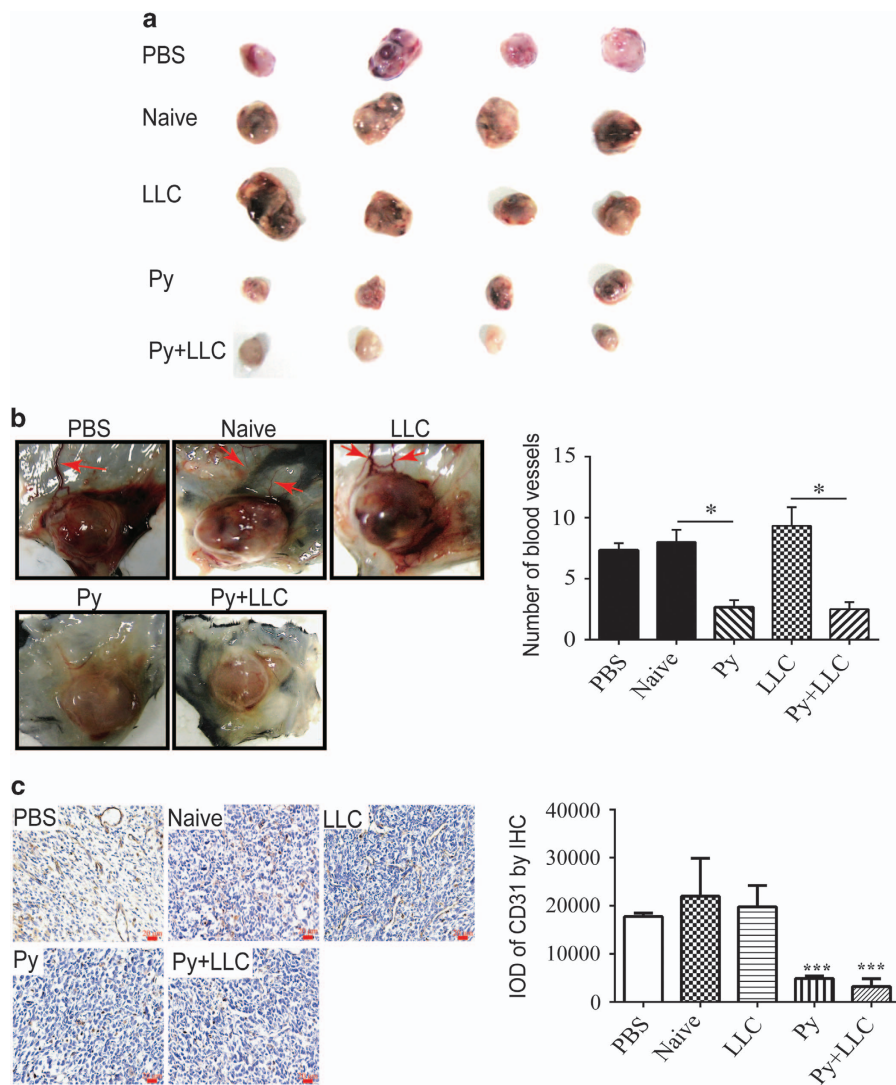 a
PBS
Naive
LLC
Py
Py+LLC
b
PBS
Naive
LLC
Py
Py+LLC
Number of blood vessels
15
10
5
0
*
*
PBS
Naive
Py
LLC
Py+LLC
c
PBS
Naive
LLC
Py
Py+LLC
IOD of CD31 by IHC
40000
30000
20000
10000
0
***
***
PBS
Naive
LLC
Py
Py+LLC